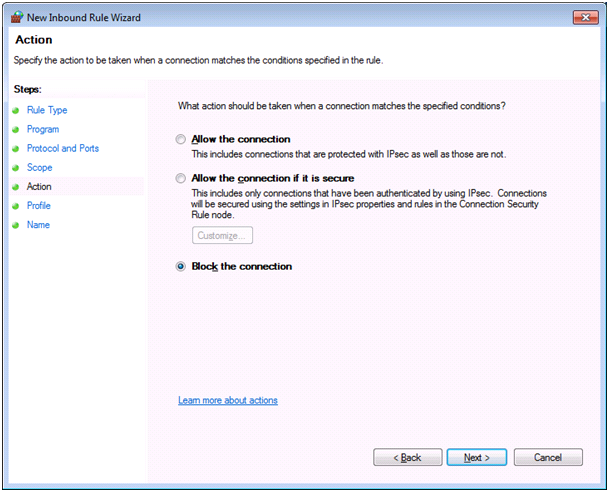 New Inbound Rule Wizard
Action
Specify the action to be taken when a connection matches the conditions specified in the rule.
Steps:
Rule Type
Program
Protocol and Ports
Scope
Action
Profile
Name
What action should be taken when a connection matches the specified conditions?
Allow the connection
This includes connections that are protected with IPsec as well as those are not.
Allow the connection if it is secure
This includes only connections that have been authenticated by using IPsec. Connections
will be secured using the settings in IPsec properties and rules in the Connection Security
Rule node.
Customize...
Block the connection
Learn more about actions
< Back
Next >
Cancel